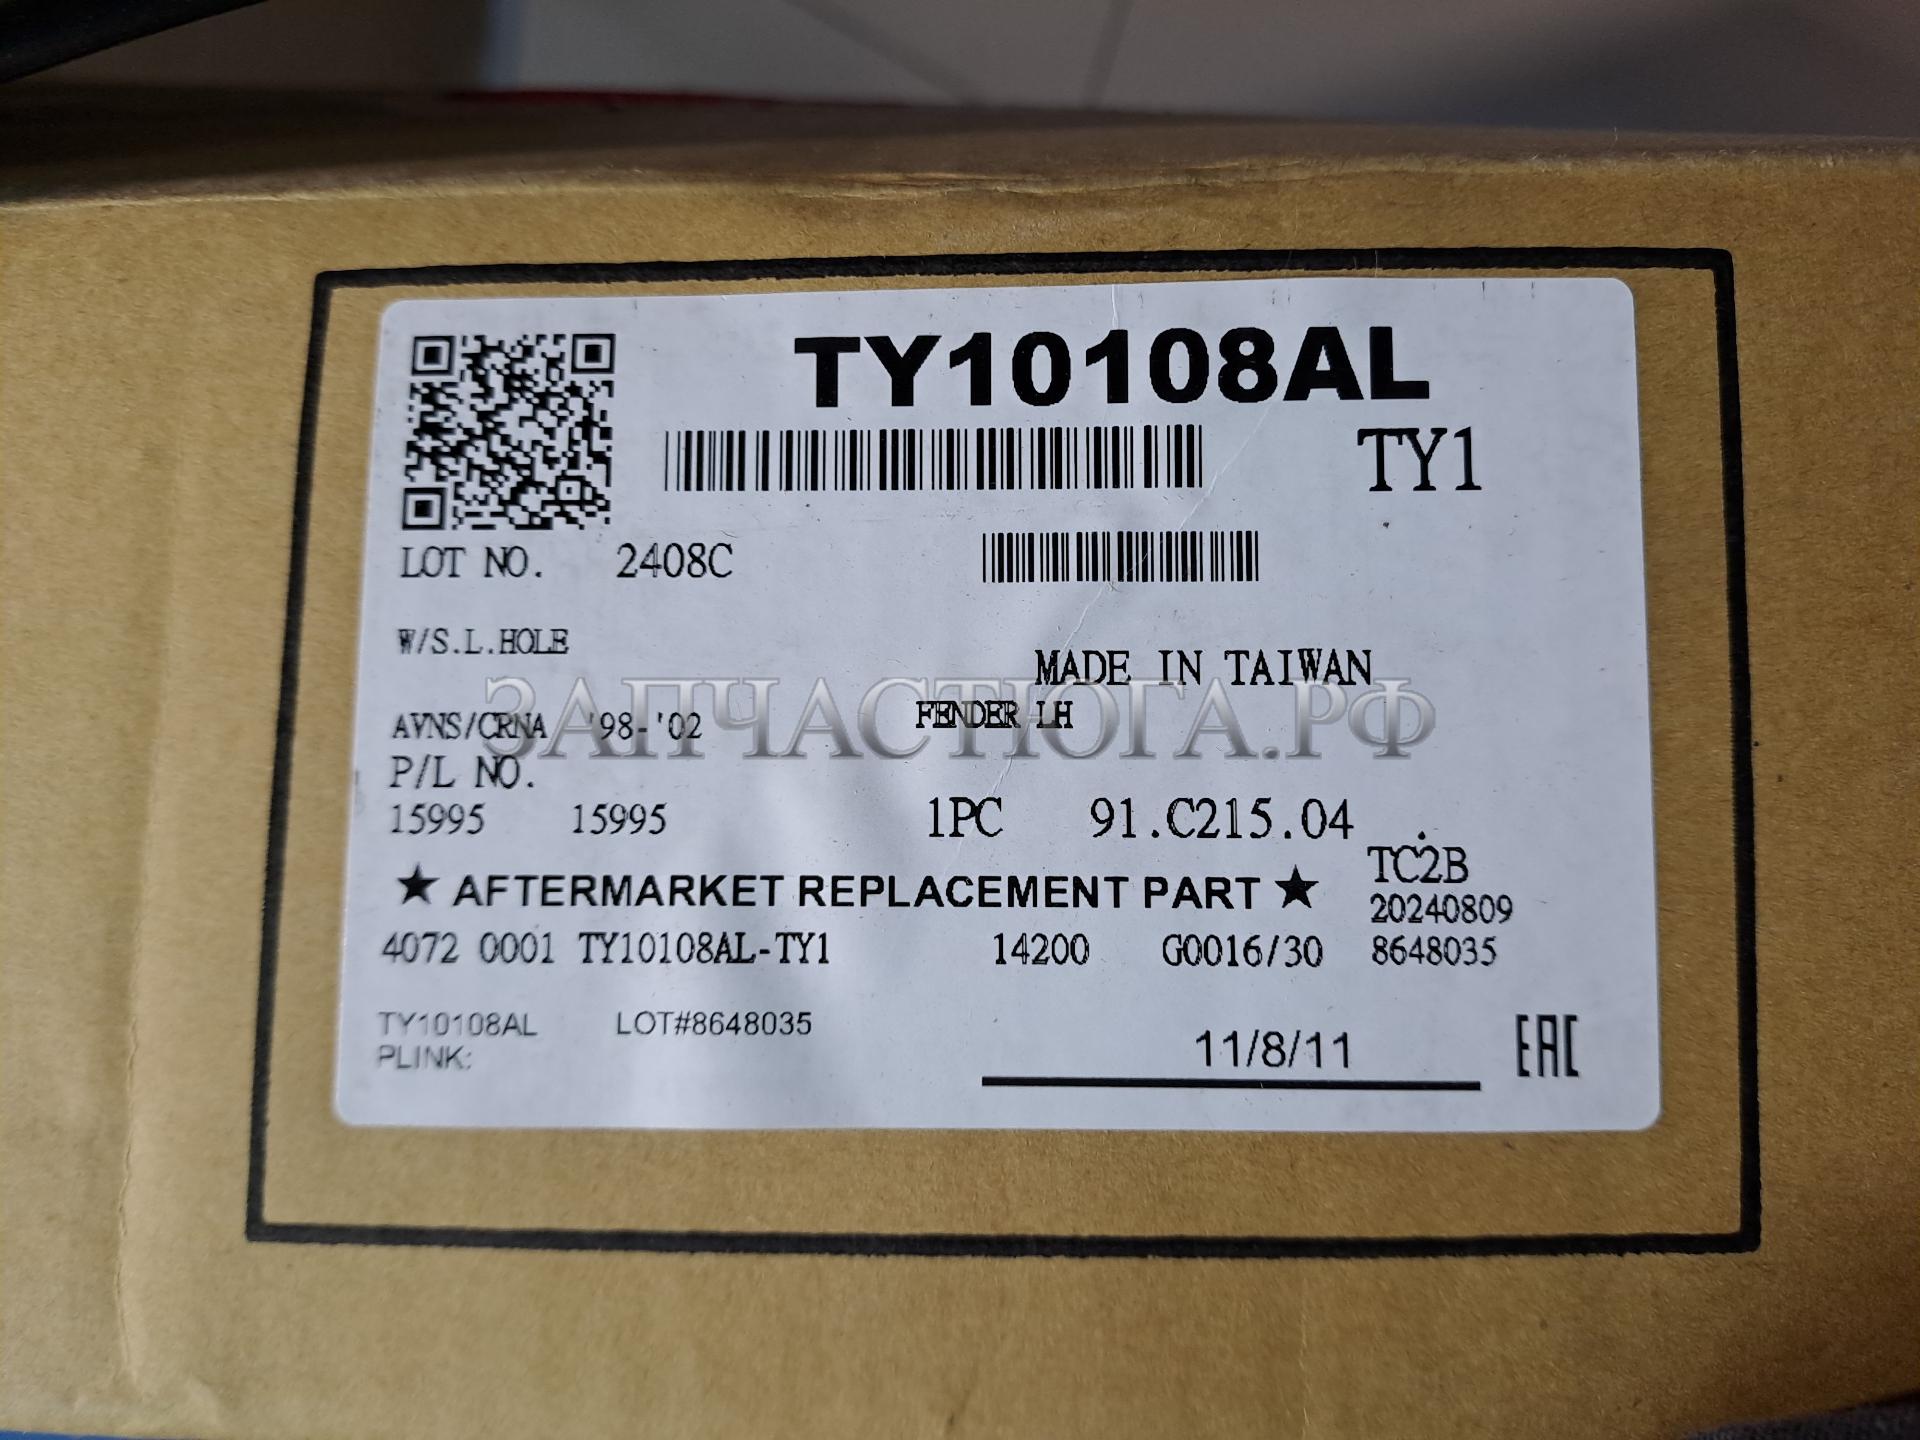 TY10108AL
TY1
LOT NO. 2408C
W/S.L.HOLE
MADE IN TAIWAN
ЗАПЧАСТЮГА.РФ
AVNS/CRNA '98-'02 FENDER LH
P/L NO.
15995 15995 1PC 91.C215.04
TC2B
★ AFTERMARKET REPLACEMENT PART ★ 20240809
4072 0001 TY10108AL-TY1 14200 G0016/30 8648035
TY10108AL LOT#8648035
PLINK:
11/8/11
EAC